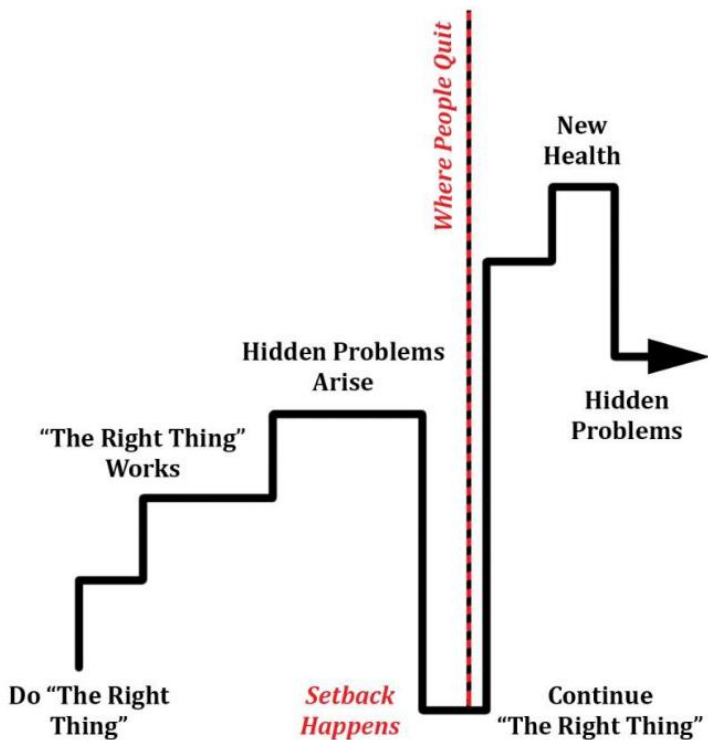 Do “The Right
Thing”
“The Right Thing”
Works
Hidden Problems
Arise
Setback
Happens
Where People Quit
Continue
“The Right Thing”
New
Health
Hidden
Problems